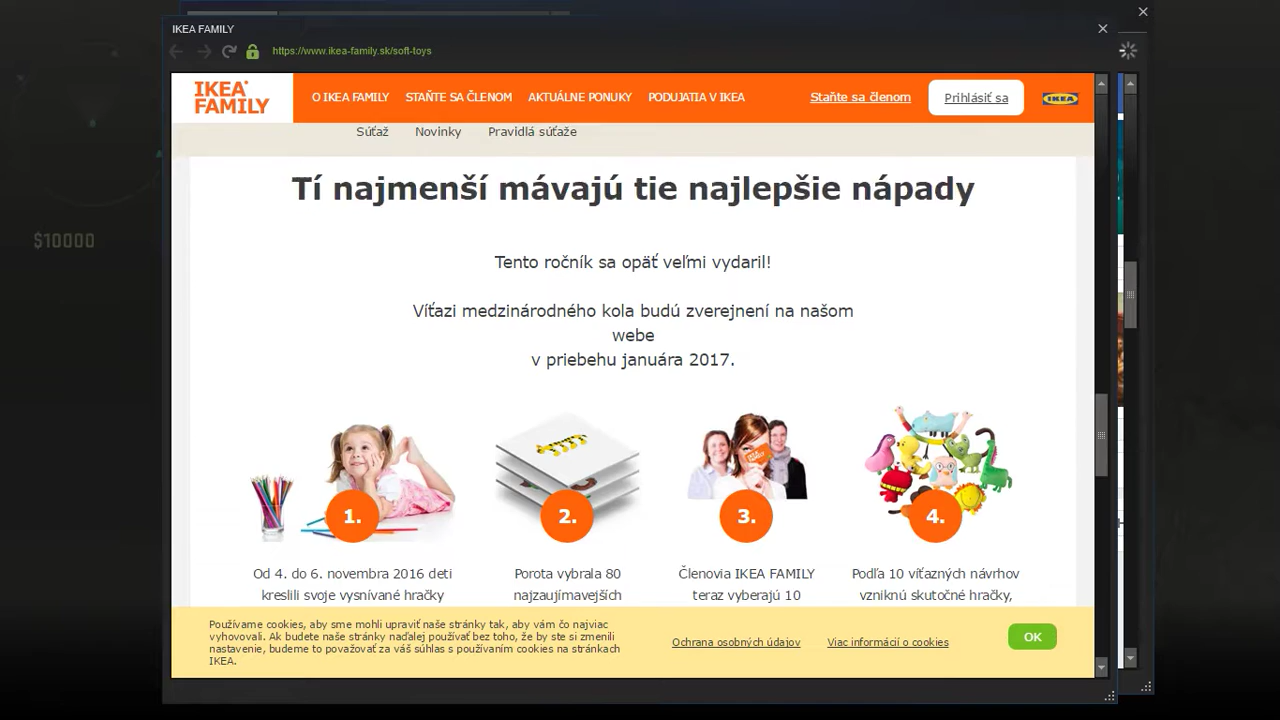 IKEA FAMILY
https://www.ikea-family.sk/soft-toys
IKEA FAMILY
O IKEA FAMILY STAŇTE SA ČLENOM AKTUÁLNE PONUKY PODUJATIA V IKEA Staňte sa členom Prihlásiť sa IKEA
Súťaž Novinky Pravidlá súťaže
Tí najmenší mávajú tie najlepšie nápady
$10000
Tento ročník sa opäť veľmi vydaril!
Víťazi medzinárodného kola budú zverejnení na našom
webe
v priebehu januára 2017.
1. 2. 3. 4.
Od 4. do 6. novembra 2016 deti
kreslili svoje vysnívané hračky
Porota vybrala 80
najzaujímavejších
Členovia IKEA FAMILY
teraz vyberajú 10
Podľa 10 víťazných návrhov
vzniknú skutočné hračky,
Používame cookies, aby sme mohli upraviť naše stránky tak, aby vám čo najviac
vyhovovali. Ak budete naše stránky naďalej používať bez toho, že by ste si zmenili
nastavenie, budeme to považovať za váš súhlas s používaním cookies na stránkach
IKEA.
Ochrana osobných údajov Viac informácií o cookies OK